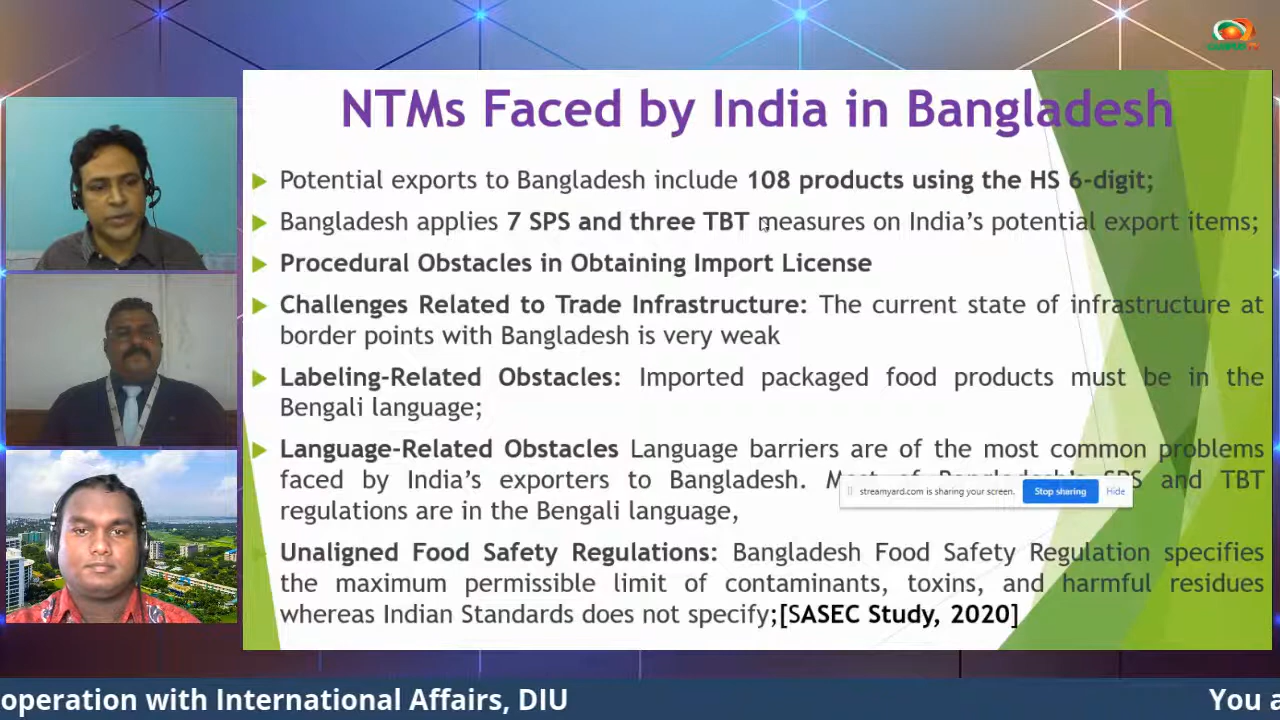 NTMs Faced by India in Bangladesh
Potential exports to Bangladesh include 108 products using the HS 6-digit;
Bangladesh applies 7 SPS and three TBT measures on India's potential export items;
Procedural Obstacles in Obtaining Import License
Challenges Related to Trade Infrastructure: The current state of infrastructure at
border points with Bangladesh is very weak
Labeling-Related Obstacles: Imported packaged food products must be in the
Bengali language;
Language-Related Obstacles Language barriers are of the most common problems
faced by India's exporters to Bangladesh. Most of Bangladesh's SPS and TBT
streamyard.com is sharing your screen. Stop sharing Hide
regulations are in the Bengali language,
Unaligned Food Safety Regulations: Bangladesh Food Safety Regulation specifies
the maximum permissible limit of contaminants, toxins, and harmful residues
whereas Indian Standards does not specify;[SASEC Study, 2020]
operation with International Affairs, DIU
You a